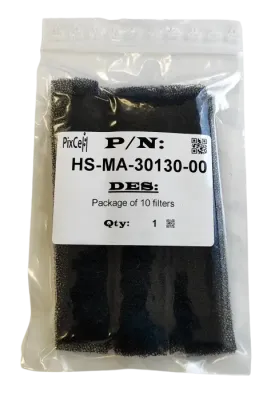 PixCell
P/N:
HS-MA-30130-00
DES:
Package of 10 filters
Qty: 1